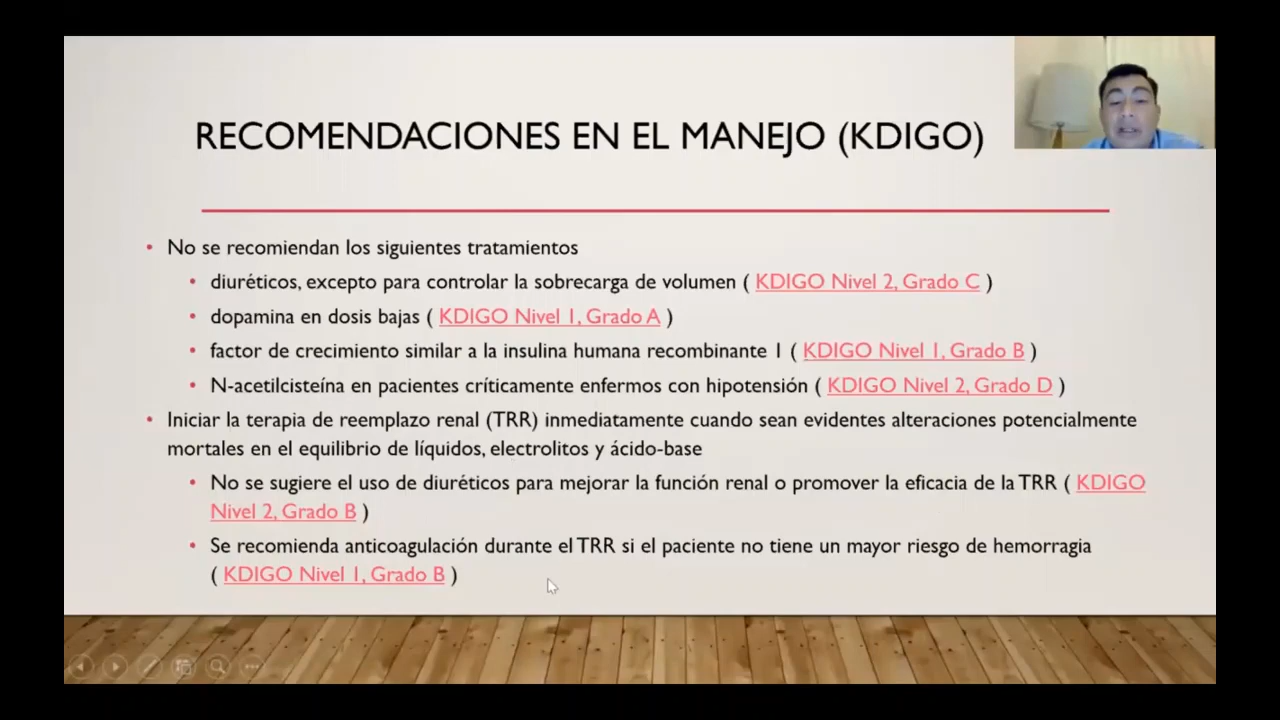 RECOMENDACIONES EN EL MANEJO (KDIGO)
• No se recomiendan los siguientes tratamientos
• diuréticos, excepto para controlar la sobrecarga de volumen ( KDIGO Nivel 2, Grado C )
• dopamina en dosis bajas ( KDIGO Nivel 1, Grado A )
• factor de crecimiento similar a la insulina humana recombinante 1 ( KDIGO Nivel 1, Grado B )
• N-acetilcisteína en pacientes críticamente enfermos con hipotensión ( KDIGO Nivel 2, Grado D )
• Iniciar la terapia de reemplazo renal (TRR) inmediatamente cuando sean evidentes alteraciones potencialmente
mortales en el equilibrio de líquidos, electrolitos y ácido-base
• No se sugiere el uso de diuréticos para mejorar la función renal o promover la eficacia de la TRR ( KDIGO
Nivel 2, Grado B )
• Se recomienda anticoagulación durante el TRR si el paciente no tiene un mayor riesgo de hemorragia
( KDIGO Nivel 1, Grado B )